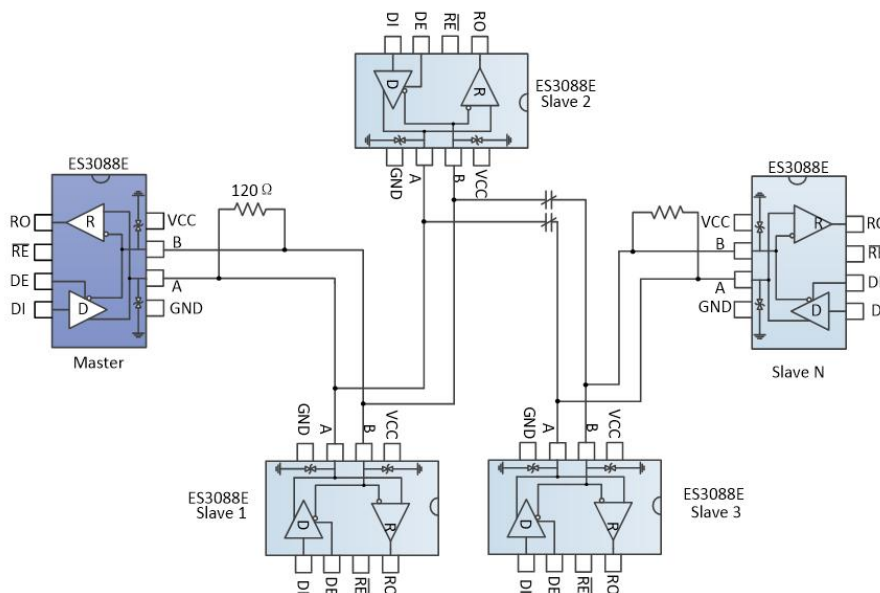 DI DE RE RO
ES3088E
Slave 2
GND A B VCC
ES3088E
RO
RE
DE
DI
VCC
B
A
GND
Master
120 Ω
ES3088E
VCC
B
A
GND
Slave N
R
D
R
D
R
D
GND A B VCC
ES3088E
Slave 1
D
R
DI DE RE RO
GND A B VCC
ES3088E
Slave 3
D
R
DI DE RE RO